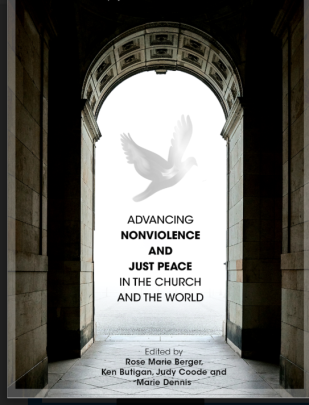 ADVANCING
NONVIOLENCE
AND
JUST PEACE
IN THE CHURCH
AND THE WORLD
Edited by
Rose Marie Berger,
Ken Butigan, Judy Coode and
Marie Dennis